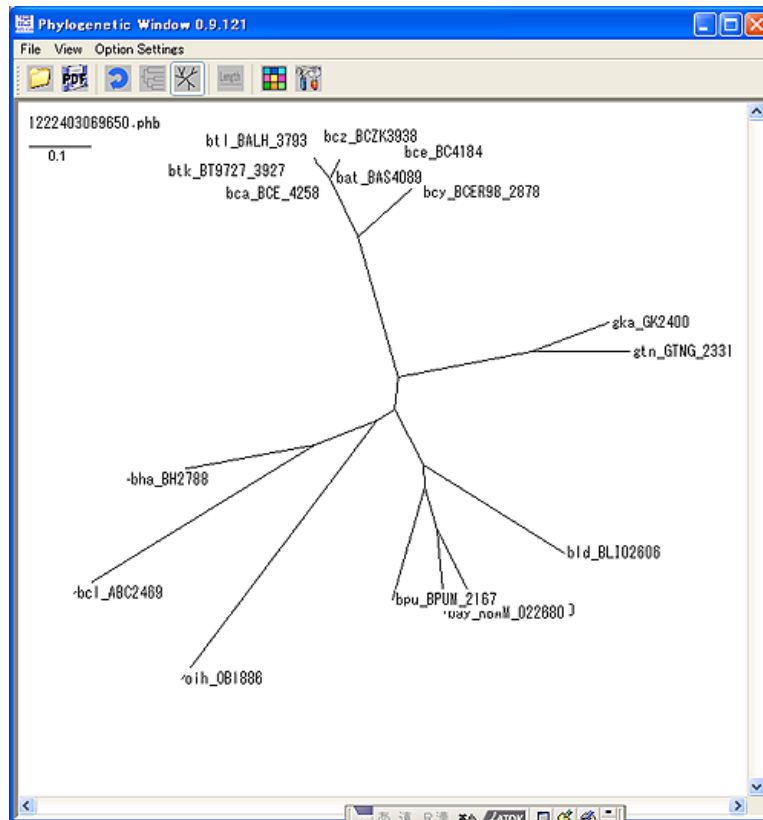 Phylogenetic Window 0.9.121
File View Option Settings
PDF
Length
1222403069650.phb
0.1
btl_BALH_3793
bcz_BCZK3938
bce_BC4184
btk_BT9727_3927
bat_BAS4089
bca_BCE_4258
bcy_BCER98_2878
gka_GK2400
gtn_GTNG_2331
bha_BH2788
bld_BLI02606
bcl_ABC2469
bpu_BPUM_2167
022680
oih_OB1886